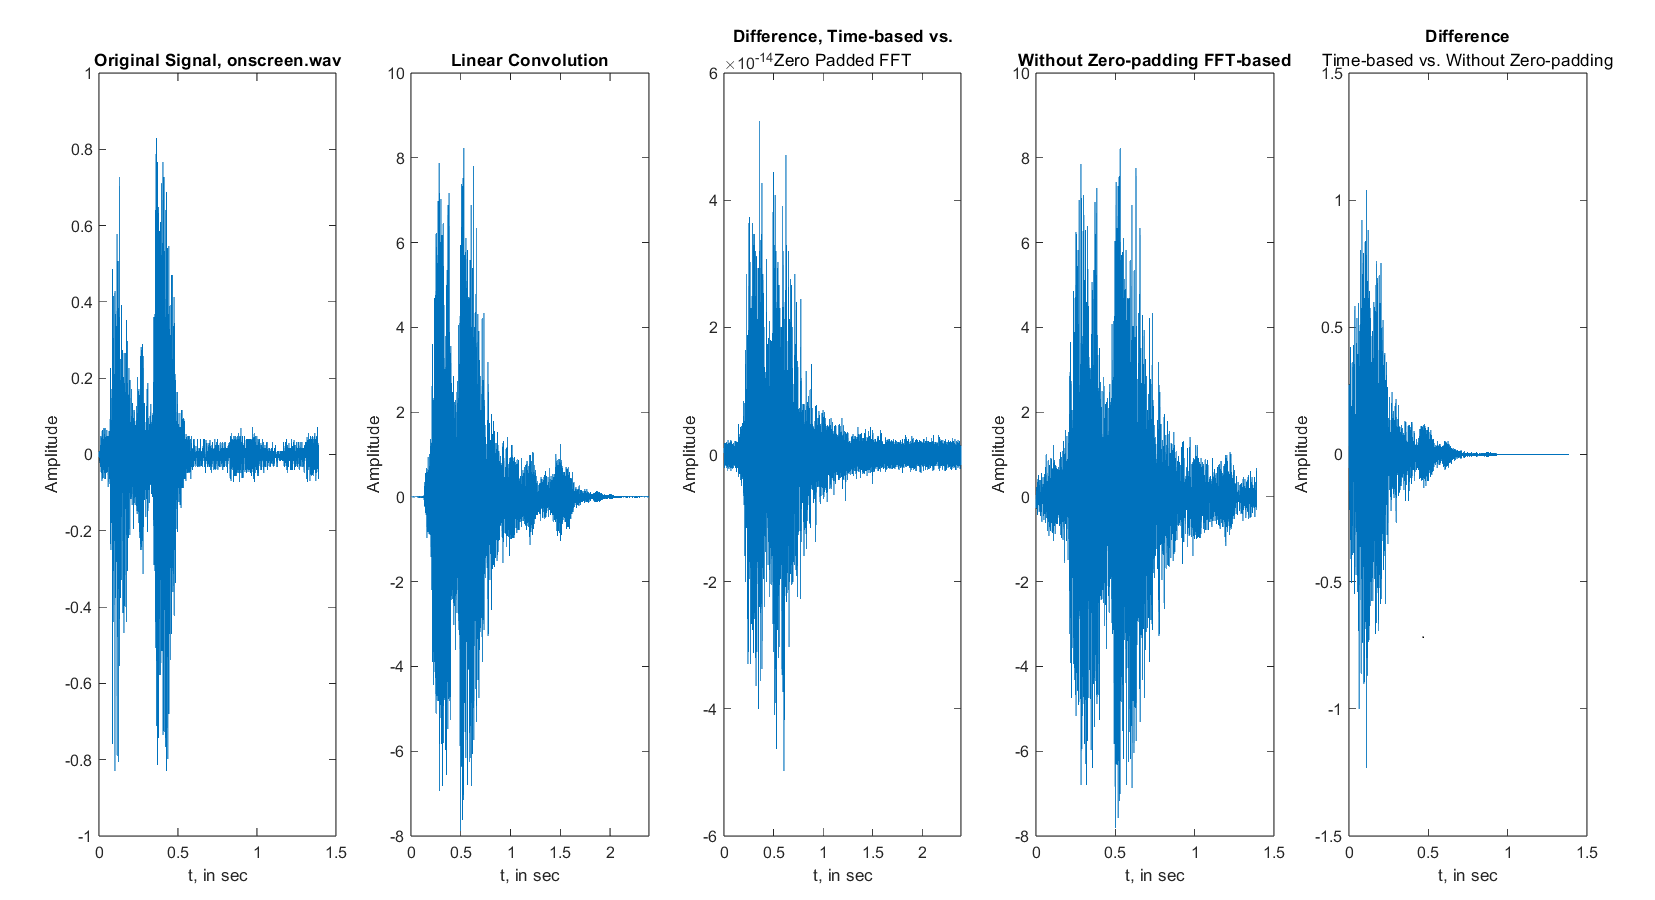 Original Signal, onscreen.wav
1
0.8
0.6
0.4
0.2
0
-0.2
-0.4
-0.6
-0.8
-1
Amplitude
0 0.5 1 1.5
t, in sec
Linear Convolution
10
8
6
4
2
0
-2
-4
-6
-8
Amplitude
0 0.5 1 1.5 2
t, in sec
Difference, Time-based vs.
Zero Padded FFT
×10-14
6
4
2
0
-2
-4
-6
Amplitude
0 0.5 1 1.5 2
t, in sec
Without Zero-padding FFT-based
10
8
6
4
2
0
-2
-4
-6
-8
Amplitude
0 0.5 1 1.5
t, in sec
Difference
Time-based vs. Without Zero-padding
1.5
1
0.5
0
-0.5
-1
-1.5
Amplitude
0 0.5 1 1.5
t, in sec